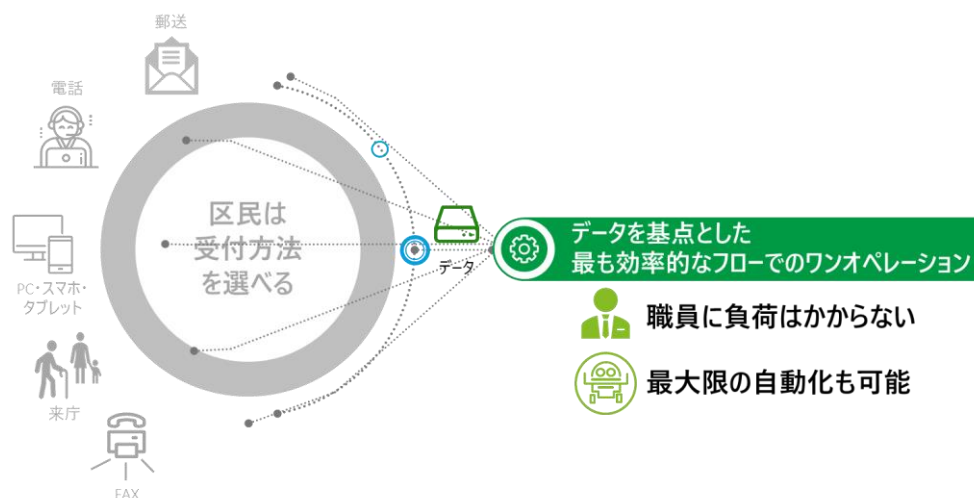 郵送
電話
PC・スマホ・
タブレット
来庁
FAX
区民は
受付方法
を選べる
データ
データを基点とした
最も効率的なフローでのワンオペレーション
職員に負荷はかからない
最大限の自動化も可能